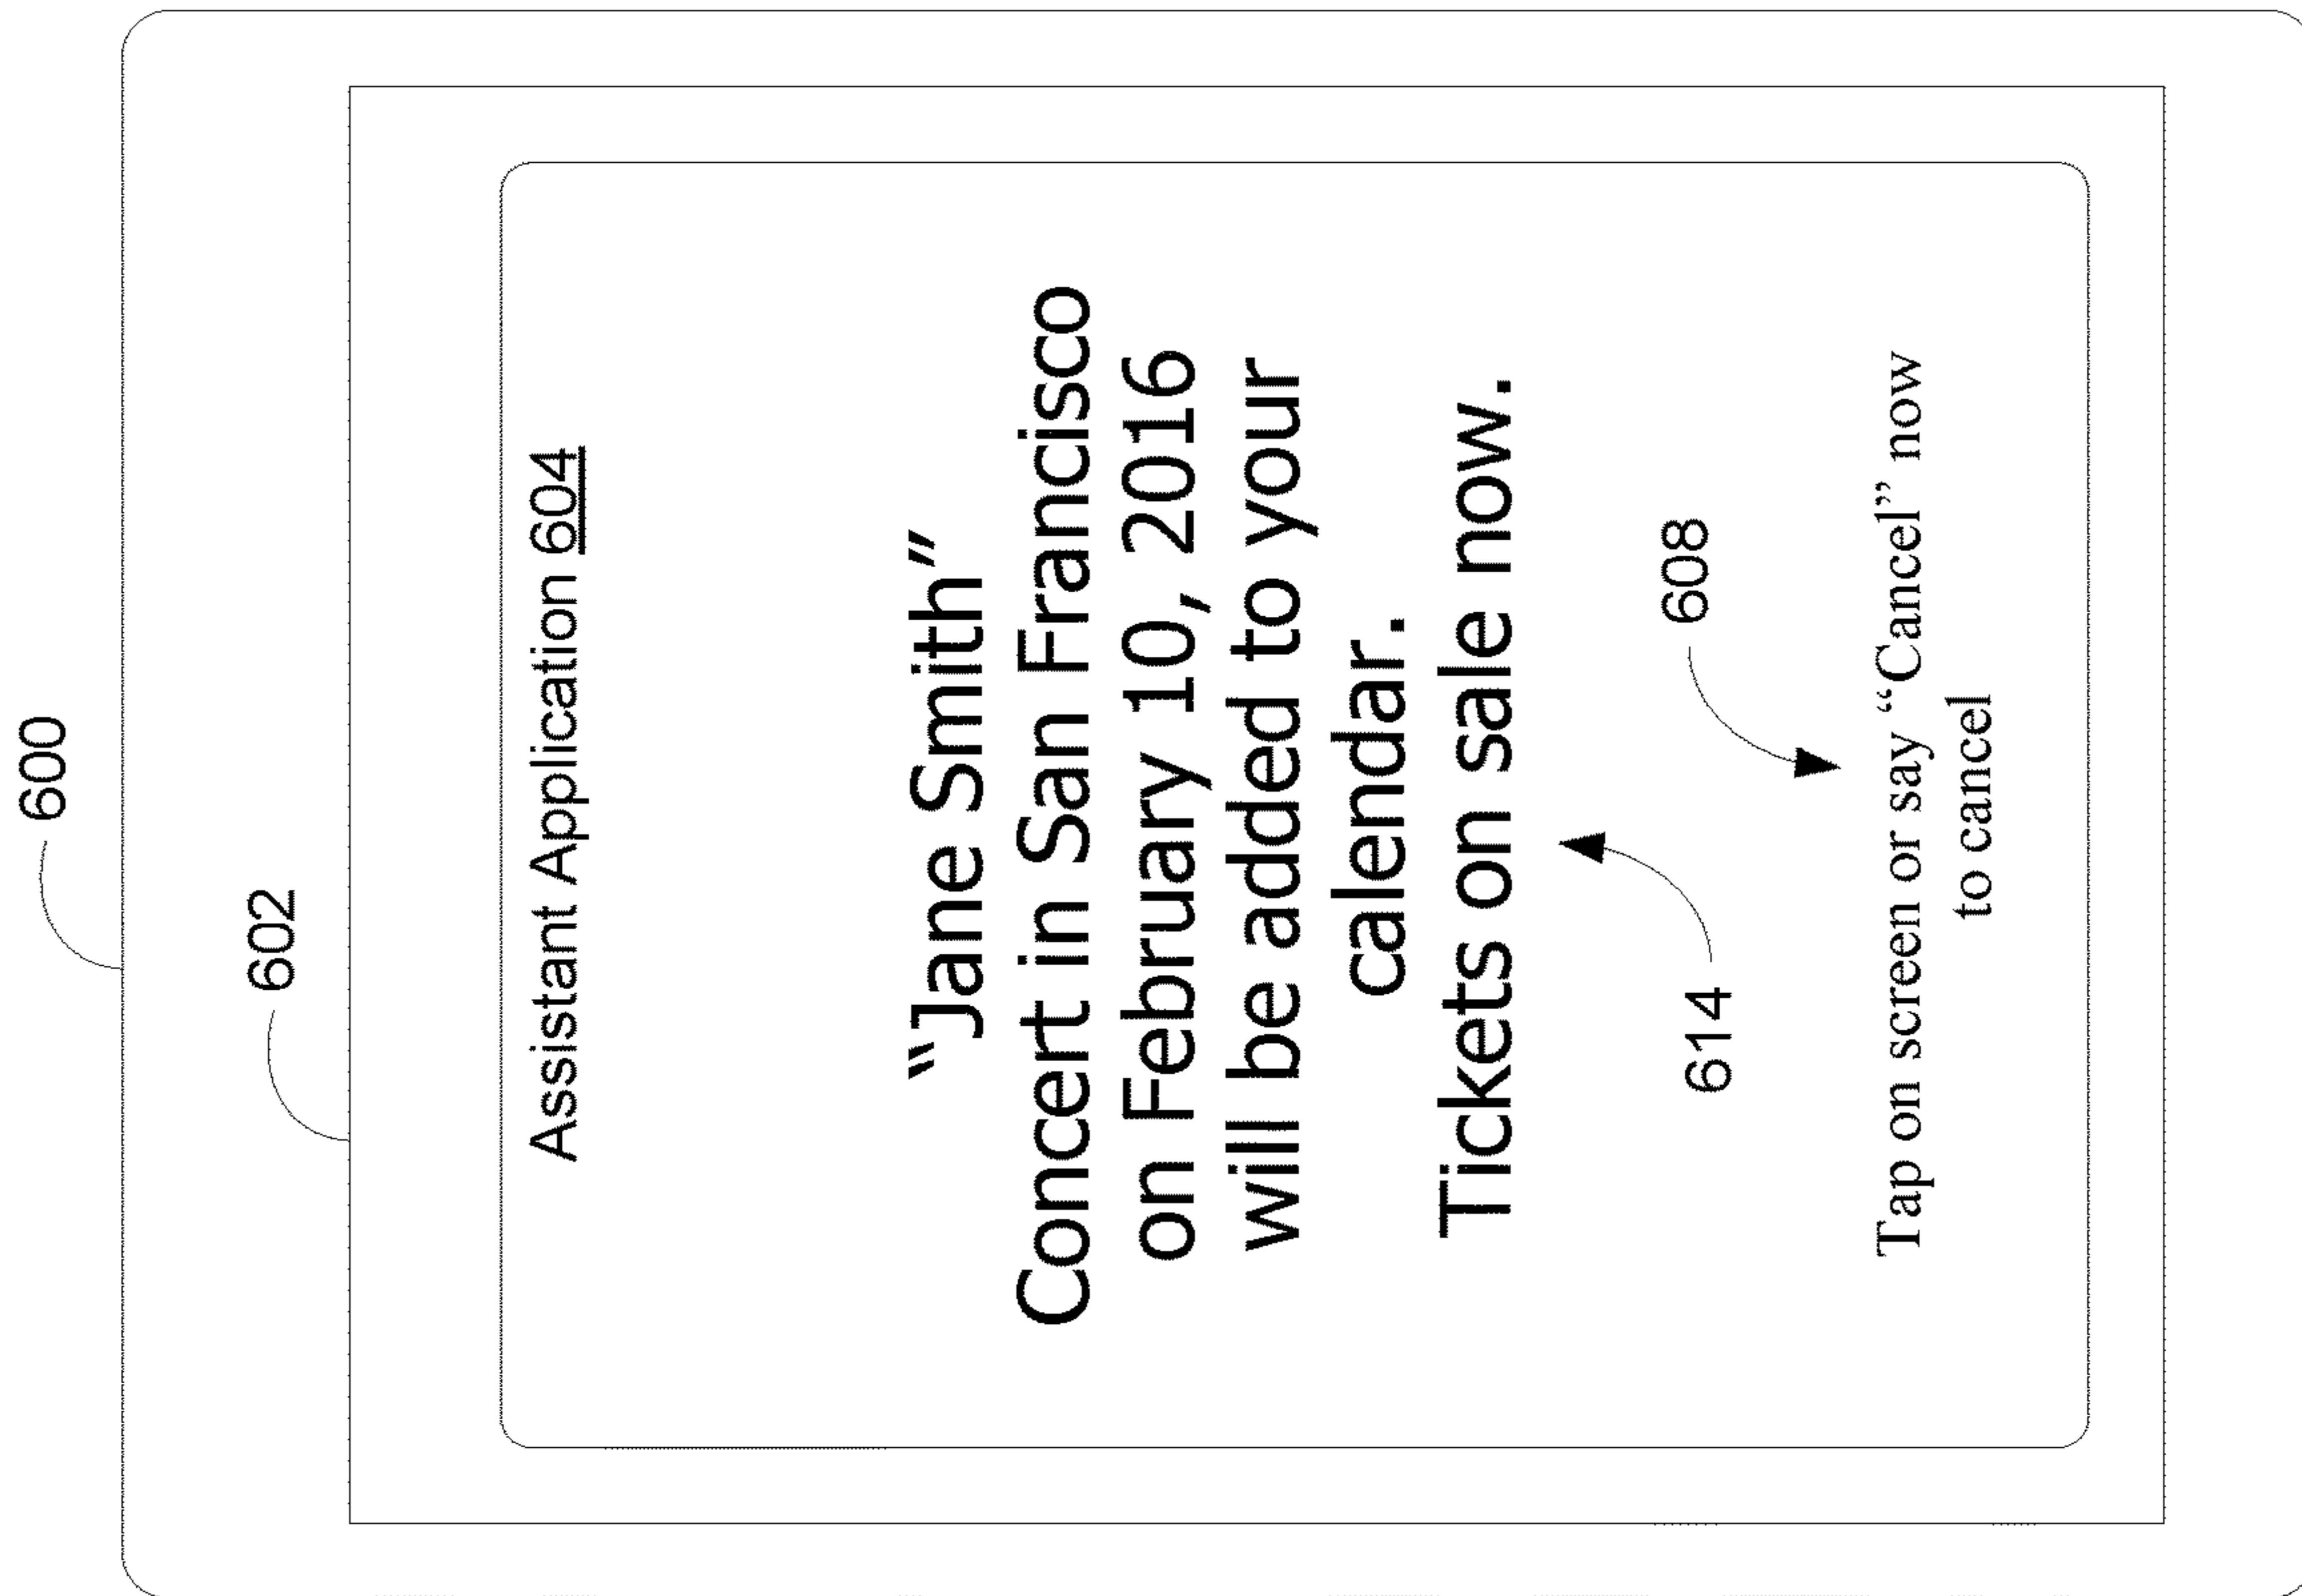 600
602
Assistant Application 604
“Jane Smith”
Concert in San Francisco
on February 10, 2016
will be added to your
calendar.
Tickets on sale now.
614
608
Tap on screen or say “Cancel” now
to cancel